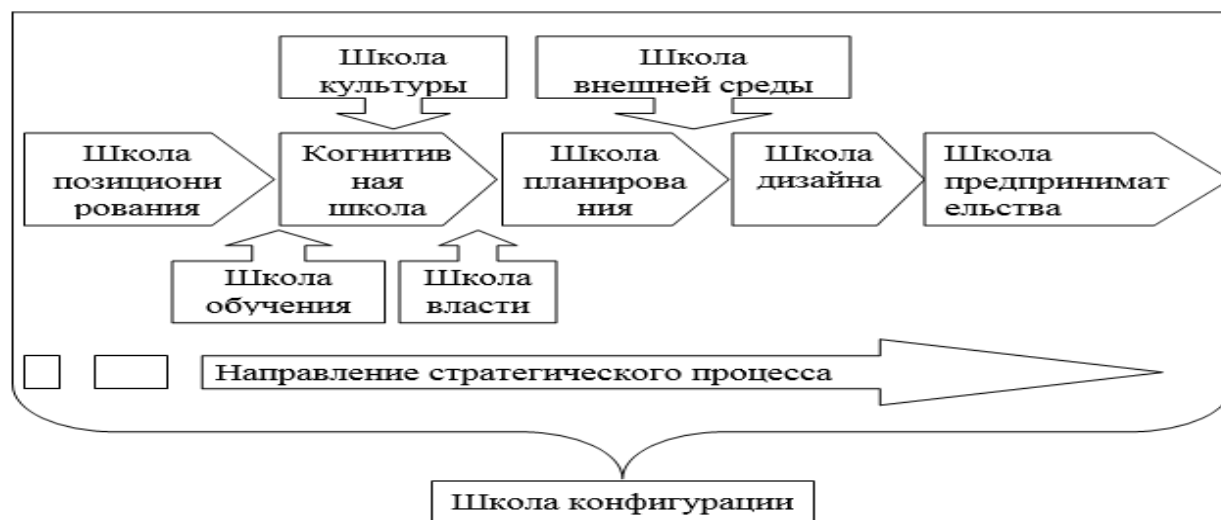 Школа
культуры
Школа
внешней среды
Школа
позициони
рования
Когнитив
ная
школа
Школа
планирова
ния
Школа
дизайна
Школа
предпринимат
ельства
Школа
обучения
Школа
власти
Направление стратегического процесса
Школа конфигурации